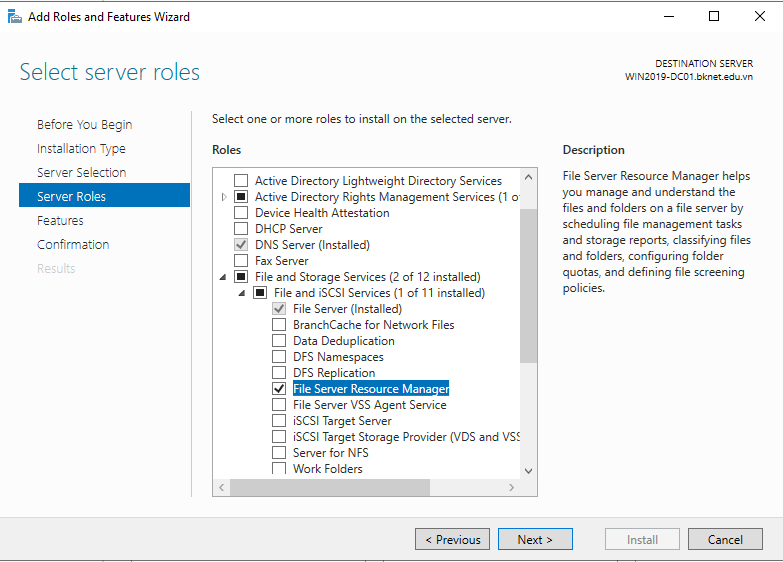 Add Roles and Features Wizard
Select server roles
DESTINATION SERVER
WIN2019-DC01.bknet.edu.vn
Before You Begin
Installation Type
Server Selection
Server Roles
Features
Confirmation
Results
Select one or more roles to install on the selected server.
Roles
Active Directory Lightweight Directory Services
Active Directory Rights Management Services (1 o
Device Health Attestation
DHCP Server
DNS Server (Installed)
Fax Server
File and Storage Services (2 of 12 installed)
File and iSCSI Services (1 of 11 installed)
File Server (Installed)
BranchCache for Network Files
Data Deduplication
DFS Namespaces
DFS Replication
File Server Resource Manager
File Server VSS Agent Service
iSCSI Target Server
iSCSI Target Storage Provider (VDS and VSS
Server for NFS
Work Folders
Description
File Server Resource Manager helps
you manage and understand the
files and folders on a file server by
scheduling file management tasks
and storage reports, classifying files
and folders, configuring folder
quotas, and defining file screening
policies.
< Previous
Next >
Install
Cancel